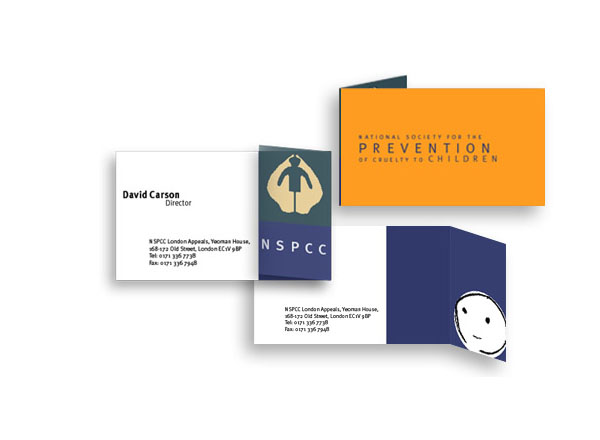 NATIONAL SOCIETY FOR THE
PREVENTION
OF CRUELTY TO CHILDREN
David Carson
Director
NSPCC London Appeals, Yeoman House,
168-172 Old Street, London EC1V 9BP
Tel: 0171 336 7738
Fax: 0171 336 7948
NSPCC
NSPCC London Appeals, Yeoman House,
168-172 Old Street, London EC1V 9BP
Tel: 0171 336 7738
Fax: 0171 336 7948